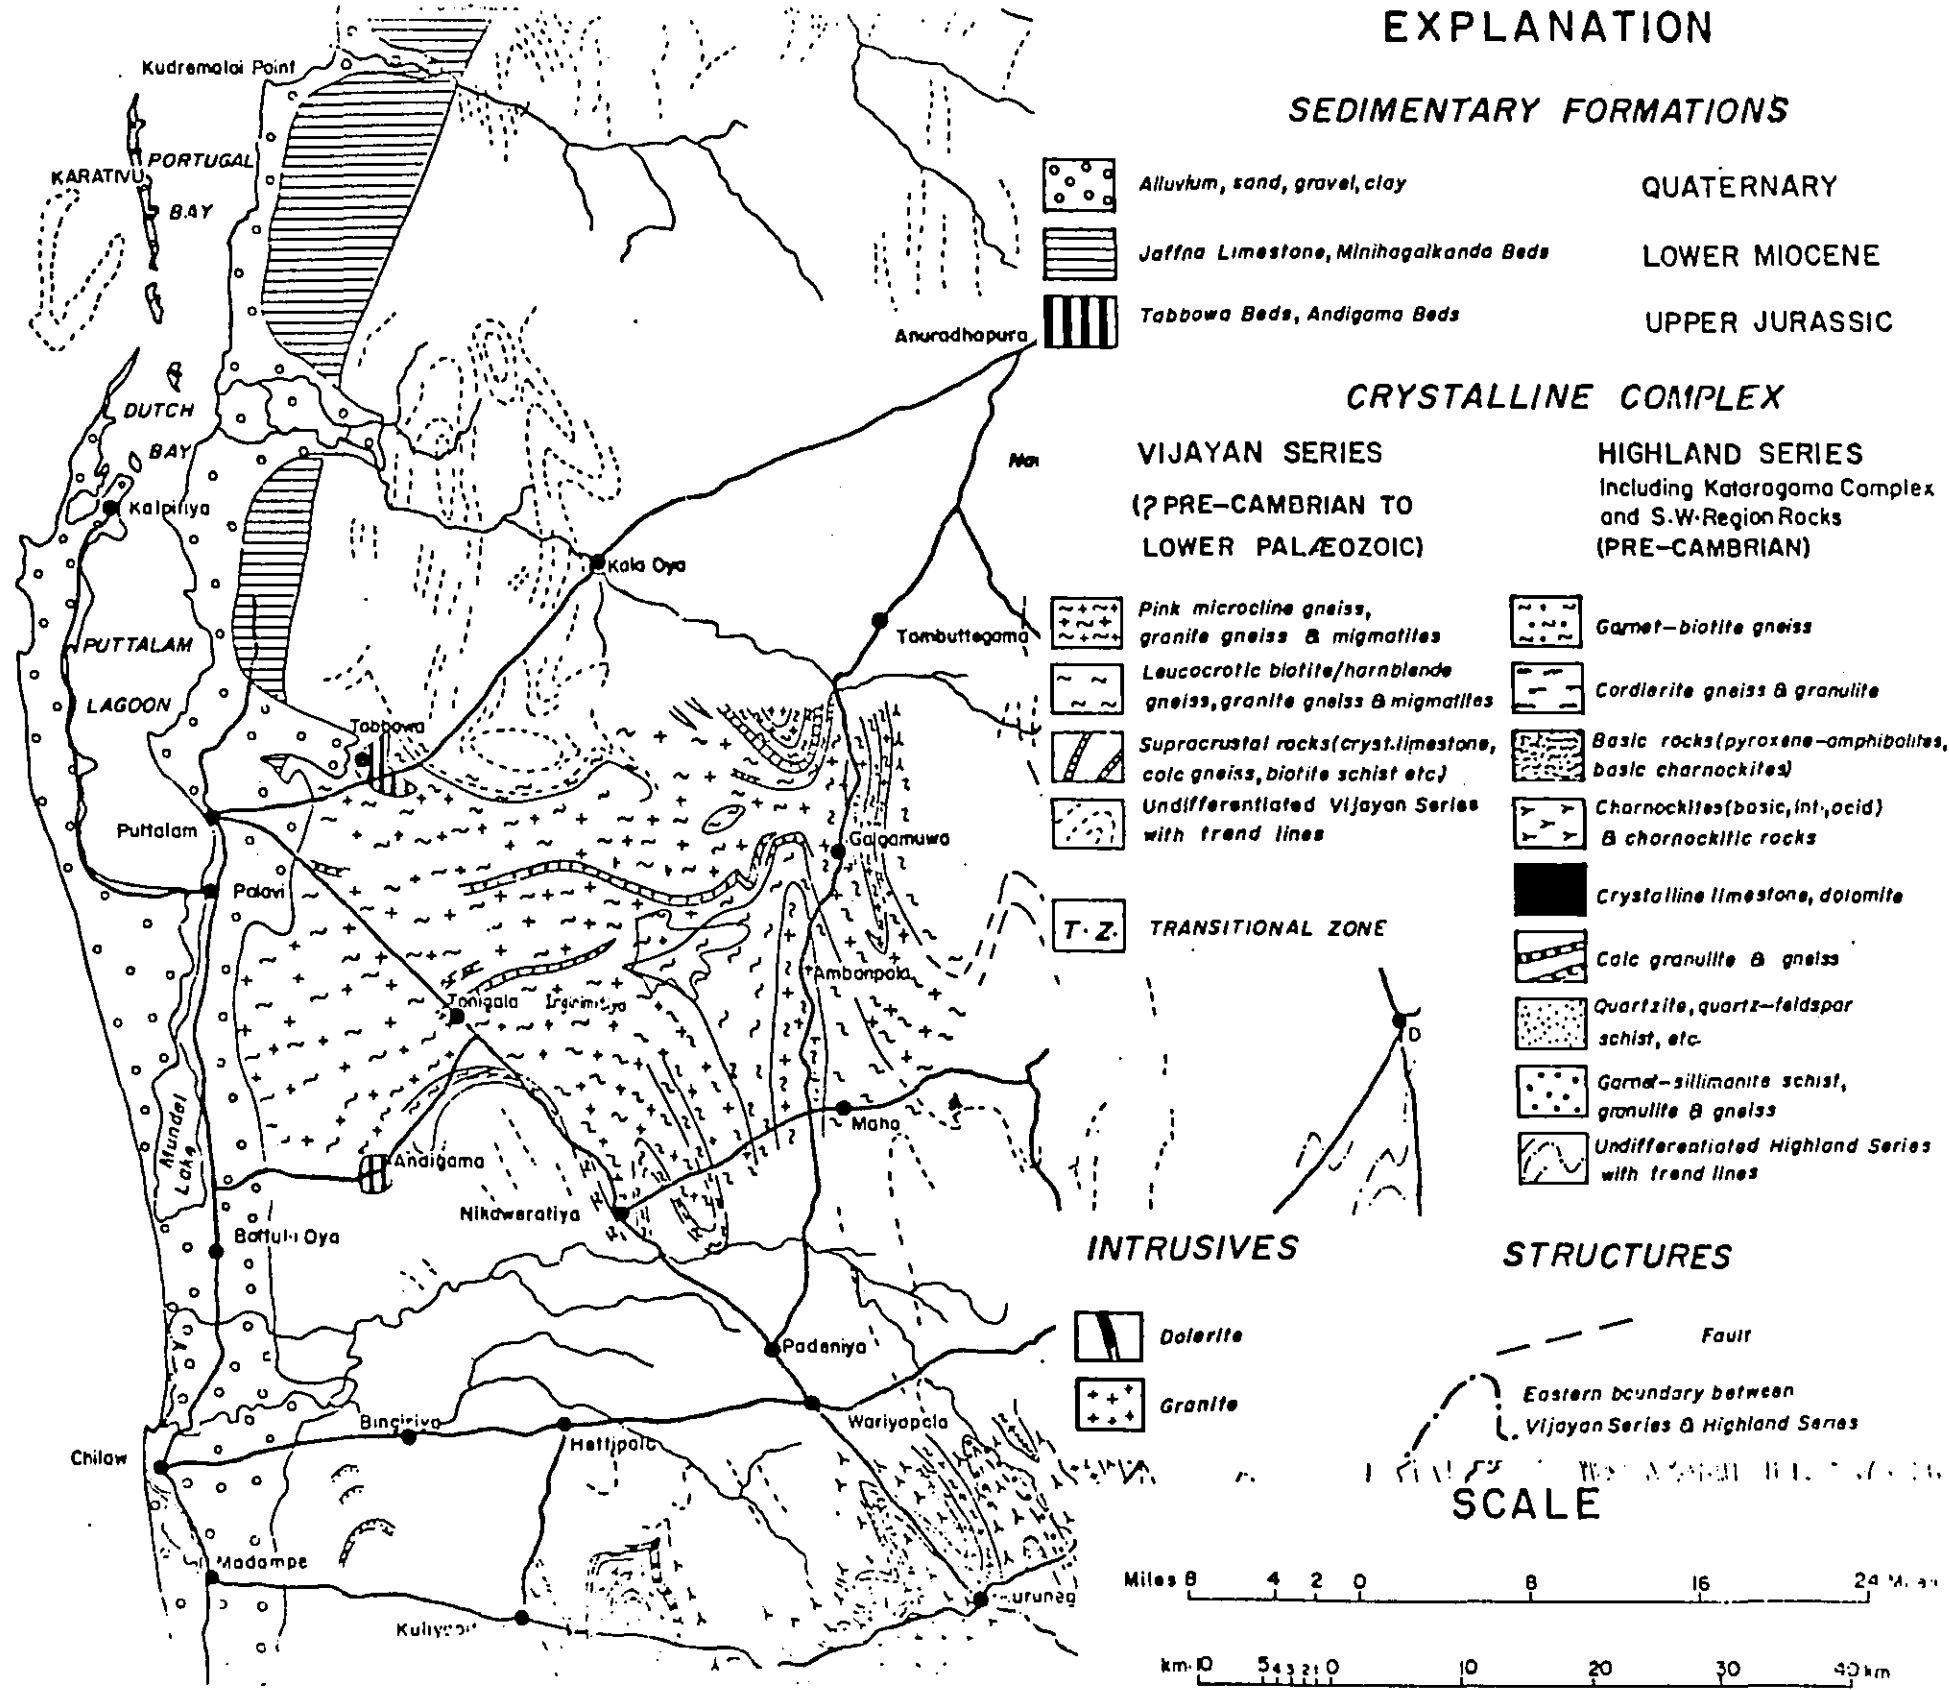 EXPLANATION
SEDIMENTARY FORMATIONS
Alluvium, sand, gravel, clay
QUATERNARY
Jaffna Limestone, Minihagalkanda Beds
LOWER MIOCENE
Tabbowa Beds, Andigama Beds
UPPER JURASSIC
CRYSTALLINE COMPLEX
VIJAYAN SERIES
(? PRE-CAMBRIAN TO
LOWER PALÆOZOIC)
HIGHLAND SERIES
Including Kataragama Complex
and S.W. Region Rocks
(PRE-CAMBRIAN)
Pink microcline gneiss,
granite gneiss & migmatites
Leucocrotic biotite/hornblende
gneiss, granite gneiss & migmatites
Supracrustal rocks (cryst. limestone,
calc gneiss, biotite schist etc)
Undifferentiated Vijayan Series
with trend lines
T. Z.
TRANSITIONAL ZONE
Garnet-biotite gneiss
Cordierite gneiss & granulite
Basic rocks (pyroxene-amphibolites,
basic charnockites)
Charnockites (basic, int., acid)
& charnockitic rocks
Crystalline limestone, dolomite
Calc granulite & gneiss
Quartzite, quartz-feldspar
schist, etc.
Garnet-sillimanite schist,
granulite & gneiss
Undifferentiated Highland Series
with trend lines
INTRUSIVES
Dolerite
Granite
STRUCTURES
Fault
Eastern boundary between
Vijayan Series & Highland Series
SCALE
Miles 8 4 2 0 8 16 24
km. 10 5 4 3 2 1 0 10 20 30 40 km
Kudremalai Point
KARATIVU
PORTUGAL
BAY
Anuradhapura
DUTCH
BAY
Kalpitiya
Kala Oya
Tambuttegama
PUTTALAM
LAGOON
Tabbowa
Puttalam
Galgamuwa
Palavi
Ambanpola
Tonigala
D
Mundal
Lake
Maho
Andigama
Nikaweratiya
Battulu Oya
Padeniya
Bingiriya
Wariyapola
Hettipola
Chilaw
Madampe